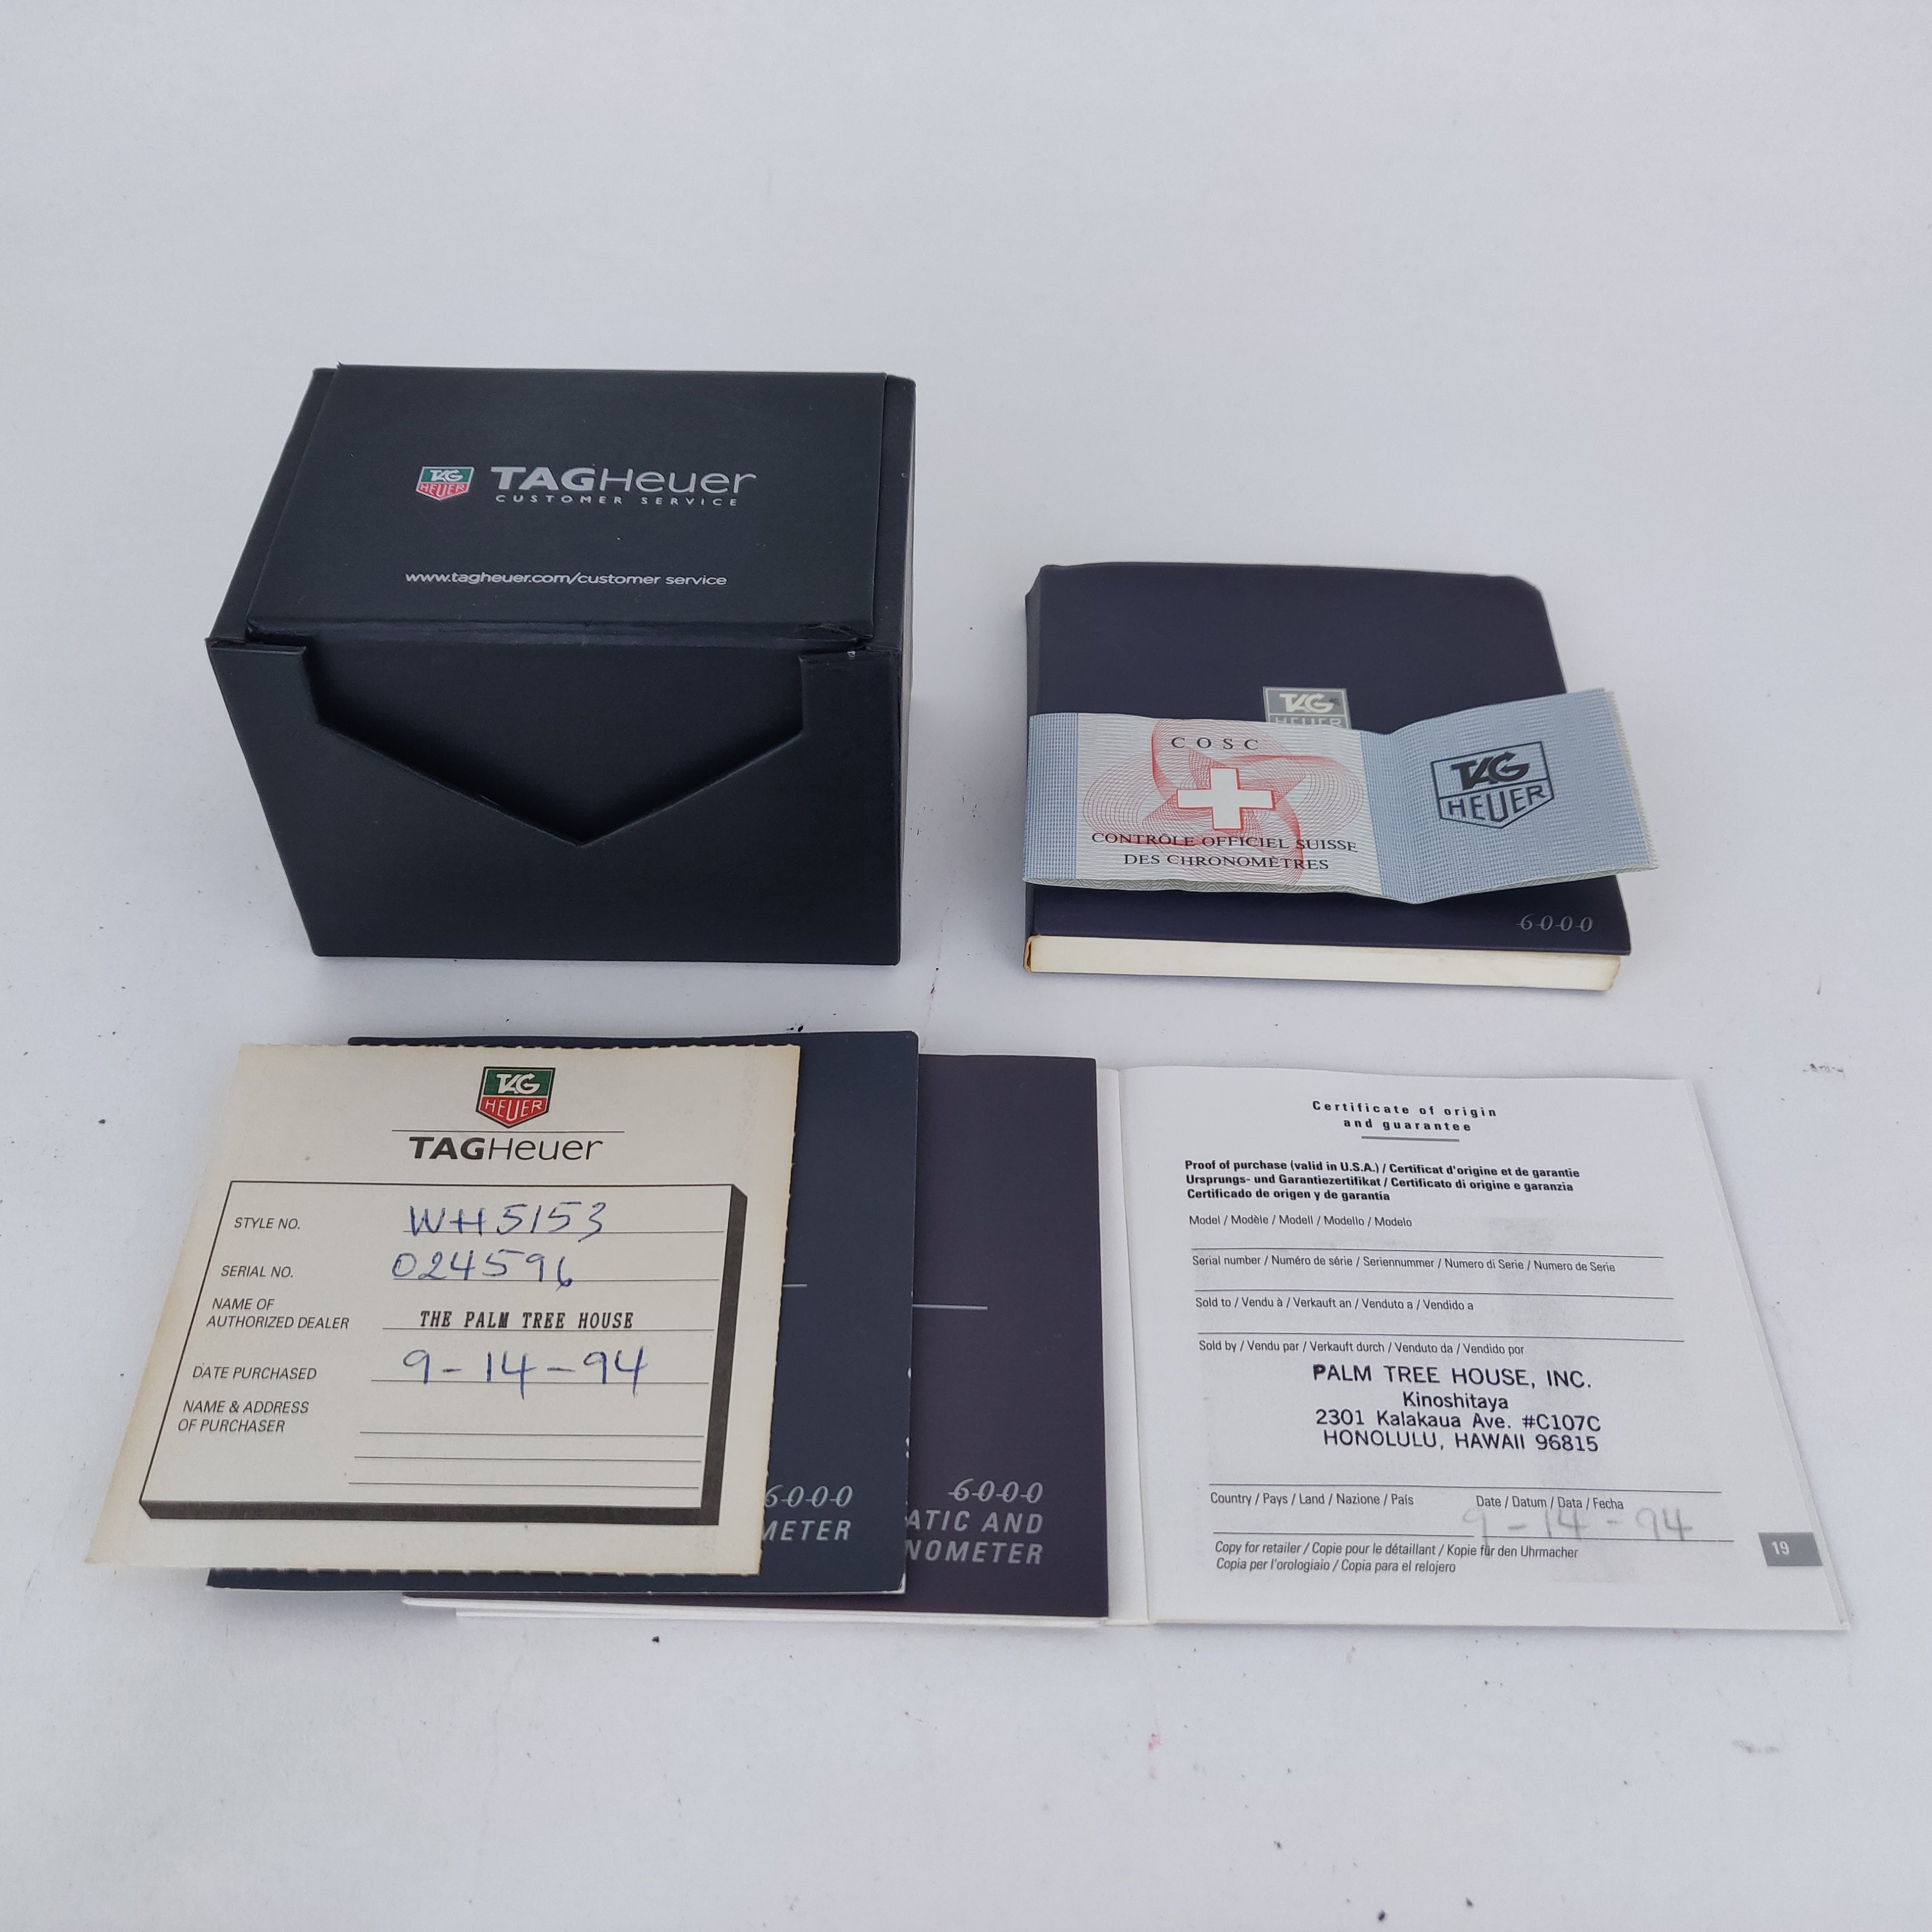 TAG
HEUER
TAGHeuer
CUSTOMER SERVICE
www.tagheuer.com/customer service
TAG
HEUER
COSC
CONTRÔLE OFFICIEL SUISSE
DES CHRONOMÈTRES
TAG
HEUER
6000
TAG
HEUER
TAGHeuer
STYLE NO. WH5153
SERIAL NO. 024596
NAME OF
AUTHORIZED DEALER THE PALM TREE HOUSE
DATE PURCHASED 9-14-94
NAME & ADDRESS
OF PURCHASER
6000
METER
6000
ATIC AND
NOMETER
Certificate of origin
and guarantee
Proof of purchase (valid in U.S.A.) / Certificat d'origine et de garantie
Ursprungs- und Garantiezertifikat / Certificato di origine e garanzia
Certificado de origen y de garantía
Model / Modèle / Modell / Modello / Modelo
Serial number / Numéro de série / Seriennummer / Numero di Serie / Numero de Serie
Sold to / Vendu à / Verkauft an / Venduto a / Vendido a
Sold by / Vendu par / Verkauft durch / Venduto da / Vendido por
PALM TREE HOUSE, INC.
Kinoshitaya
2301 Kalakaua Ave. #C107C
HONOLULU, HAWAII 96815
Country / Pays / Land / Nazione / País Date / Datum / Data / Fecha
9-14-94
Copy for retailer / Copie pour le détaillant / Kopie für den Uhrmacher
Copia per l'orologiaio / Copia para el relojero
19